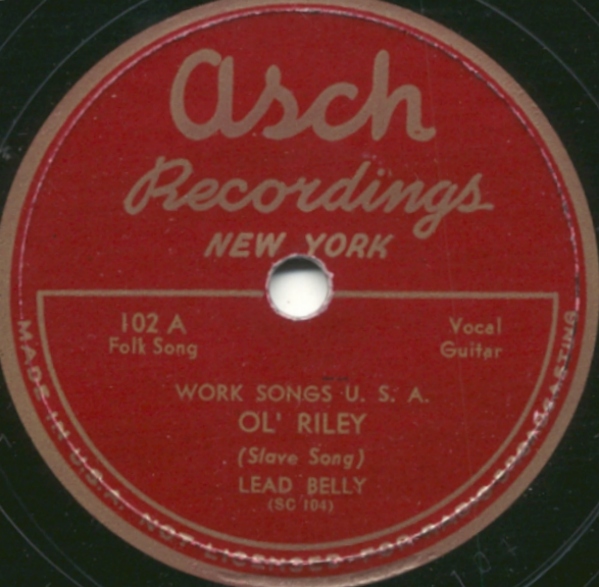 asch
Recordings
NEW YORK
102 A
Folk Song
Vocal
Guitar
WORK SONGS U. S. A.
OL' RILEY
(Slave Song)
LEAD BELLY
(SC 104)
MADE IN U.S.A. NOT LICENSED FOR RADIO BROADCASTING